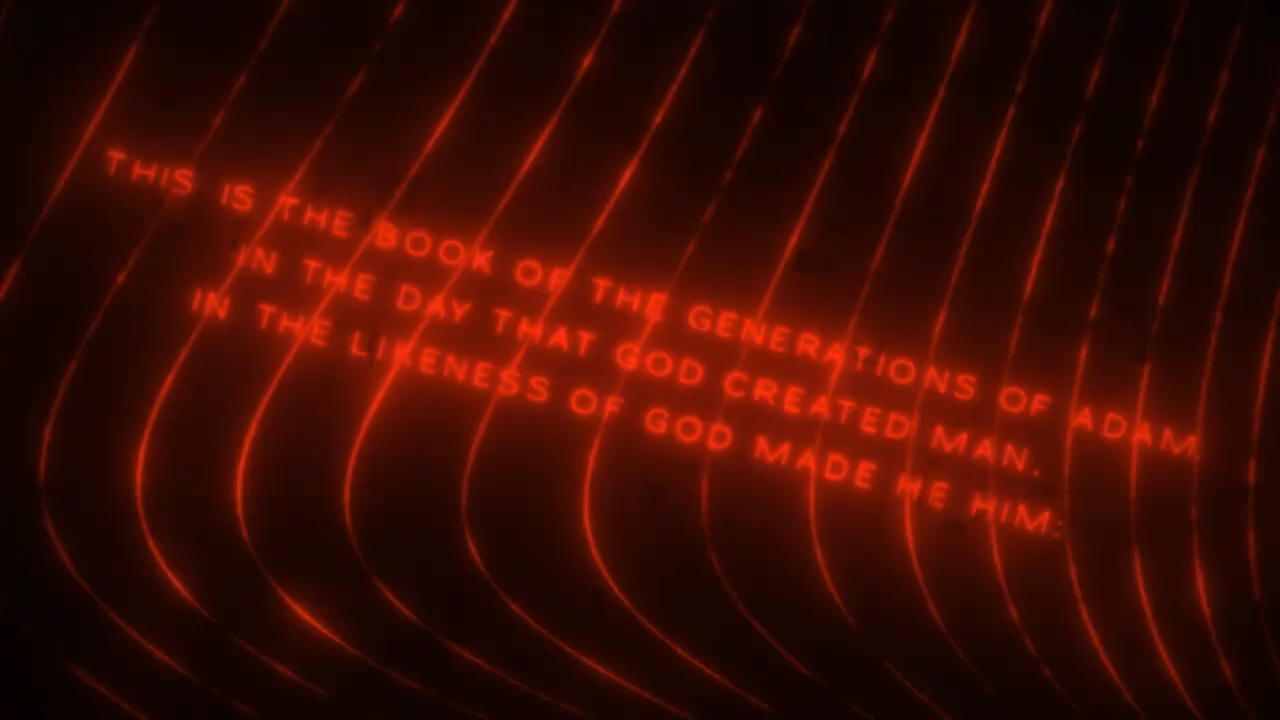 THIS IS THE BOOK OF THE GENERATIONS OF ADAM.
IN THE DAY THAT GOD CREATED MAN,
IN THE LIKENESS OF GOD MADE HE HIM;